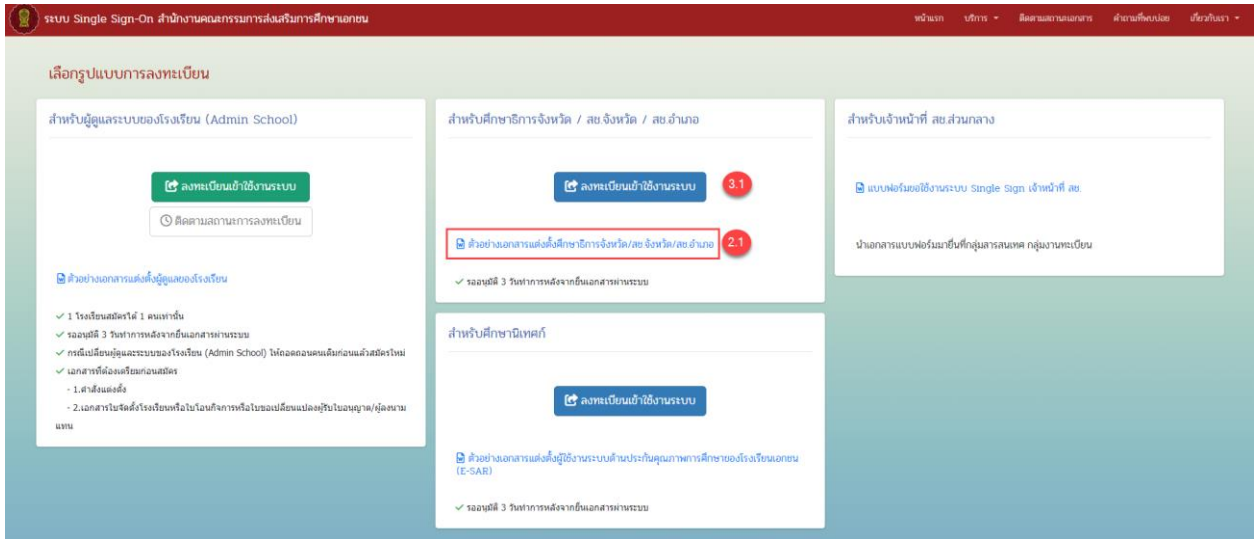 ระบบ Single Sign-On สำนักงานคณะกรรมการส่งเสริมการศึกษาเอกชน
หน้าแรก บริการ ติดตามสถานะเอกสาร คำถามที่พบบ่อย เกี่ยวกับเรา
เลือกรูปแบบการลงทะเบียน
สำหรับผู้ดูแลระบบของโรงเรียน (Admin School)
ลงทะเบียนเข้าใช้งานระบบ
ติดตามสถานะการลงทะเบียน
ตัวอย่างเอกสารแต่งตั้งผู้ดูแลของโรงเรียน
1 โรงเรียนสมัครได้ 1 คนเท่านั้น
รออนุมัติ 3 วันทำการหลังจากยื่นเอกสารผ่านระบบ
กรณีเปลี่ยนผู้ดูแลระบบของโรงเรียน (Admin School) ให้ถอดถอนคนเดิมก่อนแล้วสมัครใหม่
เอกสารที่ต้องเตรียมก่อนสมัคร
- 1.คำสั่งแต่งตั้ง
- 2.เอกสารใบจัดตั้งโรงเรียนหรือใบโอนกิจการหรือใบขอเปลี่ยนแปลงผู้รับใบอนุญาต/ผู้ลงนาม
แทน
สำหรับศึกษาธิการจังหวัด / สช.จังหวัด / สช.อำเภอ
ลงทะเบียนเข้าใช้งานระบบ 3.1
ตัวอย่างเอกสารแต่งตั้งศึกษาธิการจังหวัด/สช.จังหวัด/สช.อำเภอ 2.1
รออนุมัติ 3 วันทำการหลังจากยื่นเอกสารผ่านระบบ
สำหรับศึกษานิเทศก์
ลงทะเบียนเข้าใช้งานระบบ
ตัวอย่างเอกสารแต่งตั้งผู้ใช้งานระบบด้านประกันคุณภาพการศึกษาของโรงเรียนเอกชน
(E-SAR)
รออนุมัติ 3 วันทำการหลังจากยื่นเอกสารผ่านระบบ
สำหรับเจ้าหน้าที่ สช.ส่วนกลาง
แบบฟอร์มขอใช้งานระบบ Single Sign เจ้าหน้าที่ สช.
นำเอกสารแบบฟอร์มมายื่นที่กลุ่มสารสนเทศ กลุ่มงานทะเบียน